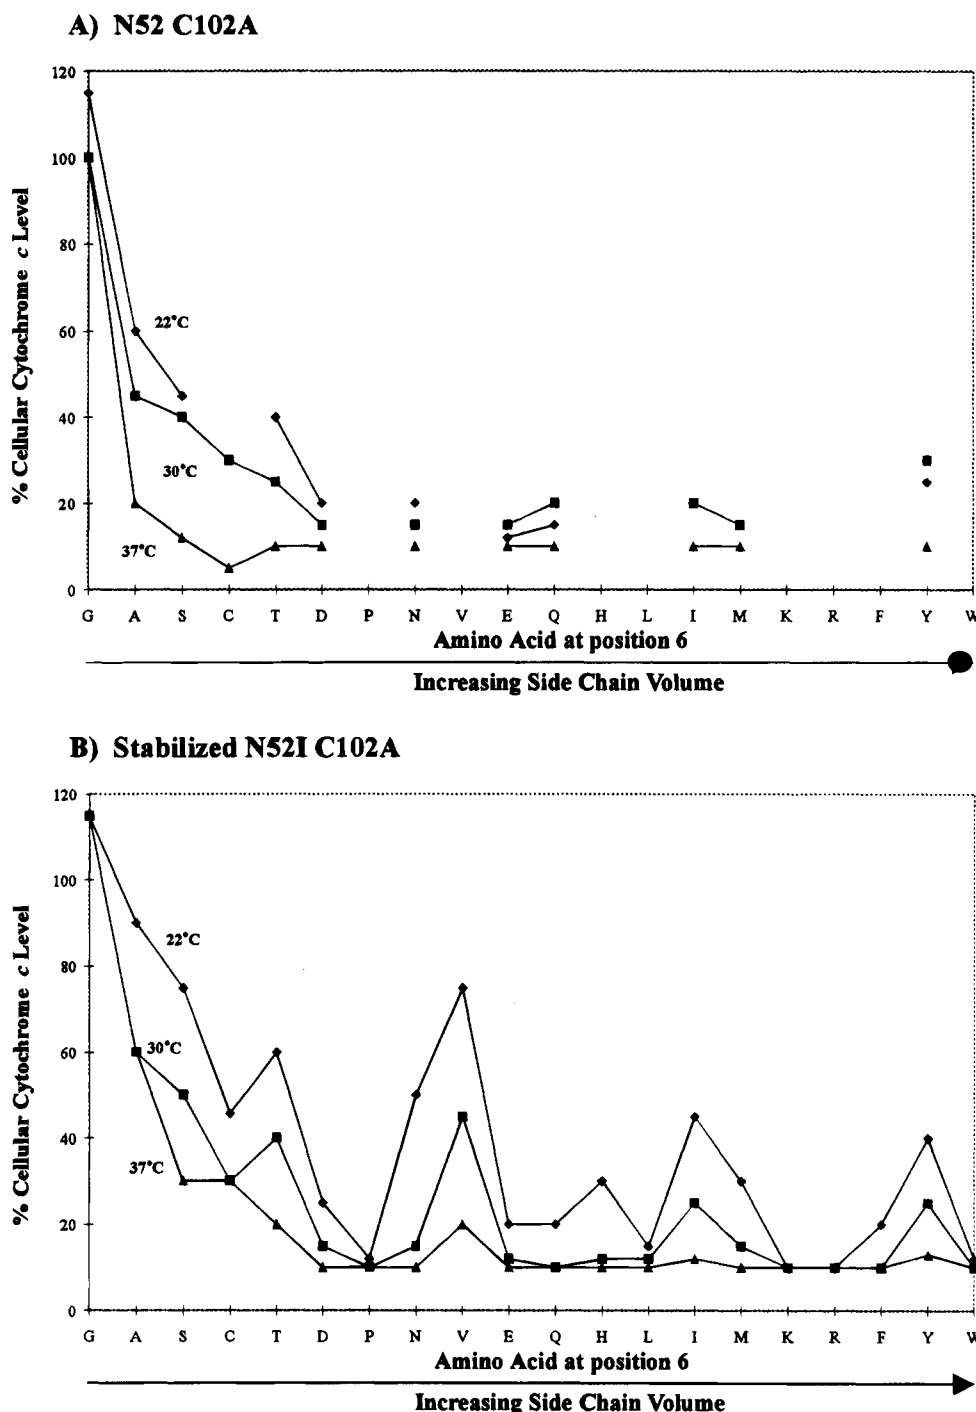 A) N52 C102A
120
100
80
60
40
20
0
% Cellular Cytochrome c Level
22°C
30°C
37°C
G A S C T D P N V E Q H L I M K R F Y W
Amino Acid at position 6
Increasing Side Chain Volume
B) Stabilized N52I C102A
120
100
80
60
40
20
0
% Cellular Cytochrome c Level
22°C
30°C
37°C
G A S C T D P N V E Q H L I M K R F Y W
Amino Acid at position 6
Increasing Side Chain Volume